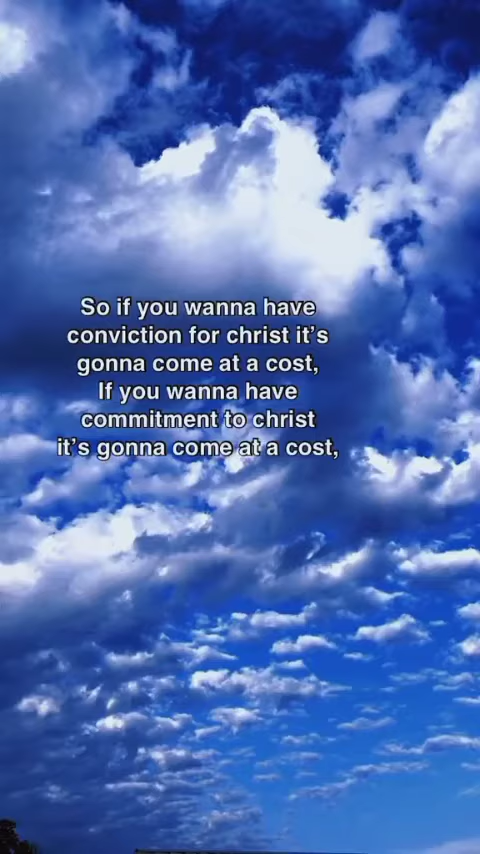 So if you wanna have
conviction for christ it’s
gonna come at a cost,
If you wanna have
commitment to christ
it’s gonna come at a cost,